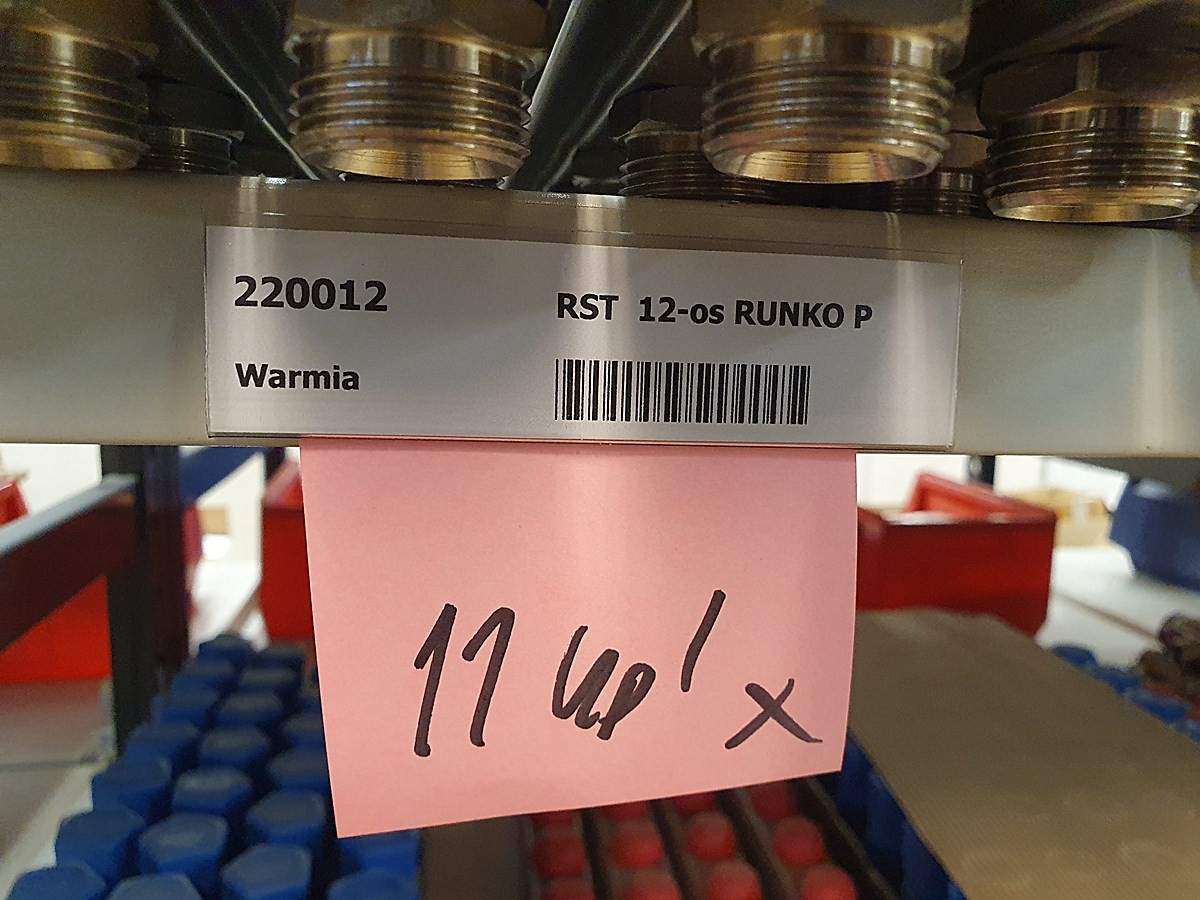 220012
RST 12-os RUNKO P
Warmia
11 kpl x